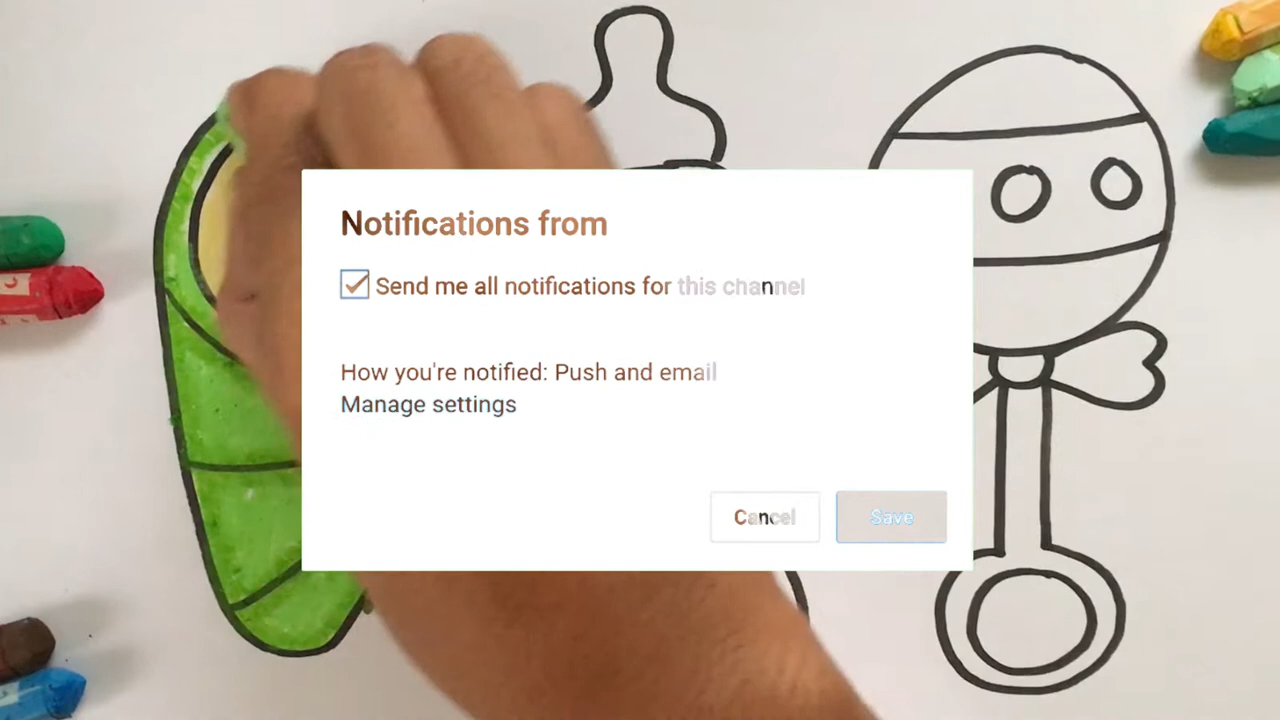 Notifications from
Send me all notifications for this channel
How you're notified: Push and email
Manage settings
Cancel
Save